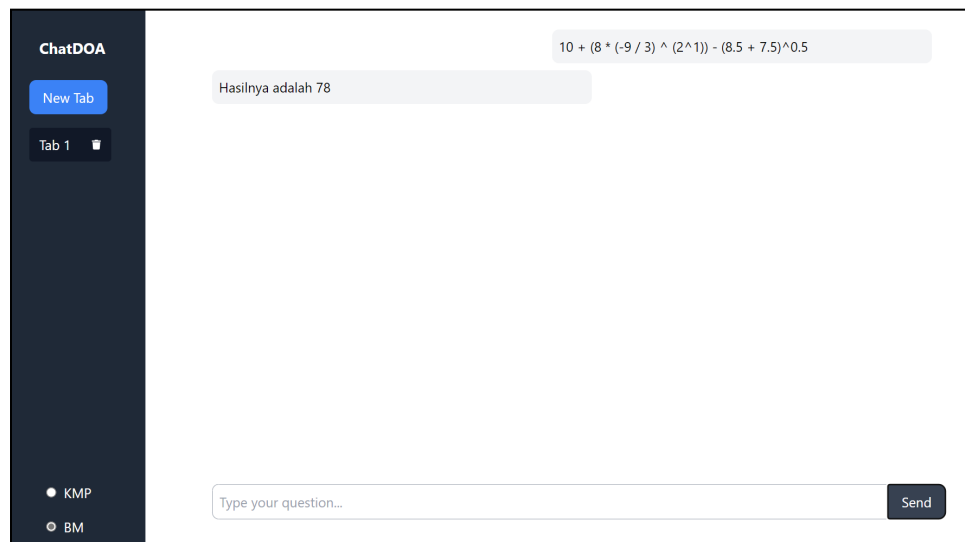 ChatDOA
New Tab
Tab 1
10 + (8 * (-9 / 3) ^ (2^1)) - (8.5 + 7.5)^0.5
Hasilnya adalah 78
KMP
BM
Type your question...
Send